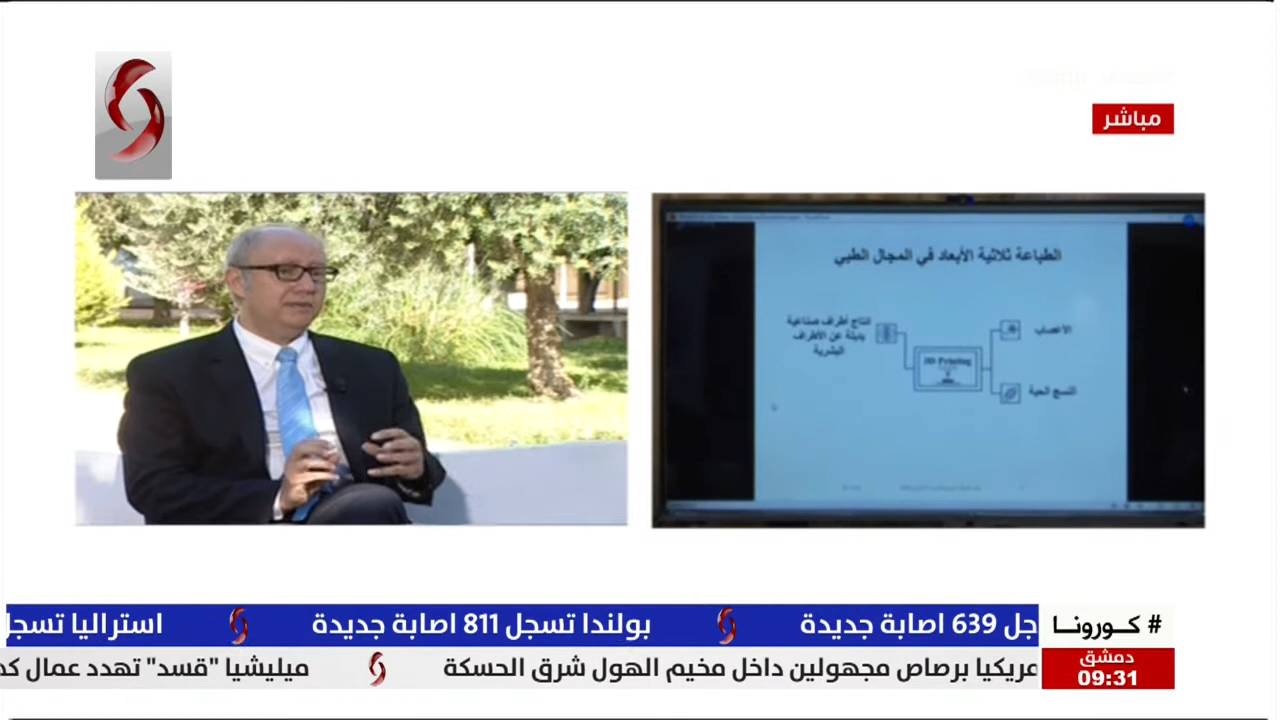 مباشر
الطباعة ثلاثية الأبعاد في المجال الطبي
انتاج أطراف صناعية
بديلة عن الأطراف
البشرية
3D Printing
الأعصاب
النسج الحية
# كورونا
جل 639 اصابة جديدة
بولندا تسجل 811 اصابة جديدة
استراليا تسجل
دمشق
09:31
عريكيا برصاص مجهولين داخل مخيم الهول شرق الحسكة
ميليشيا "قسد" تهدد عمال كه